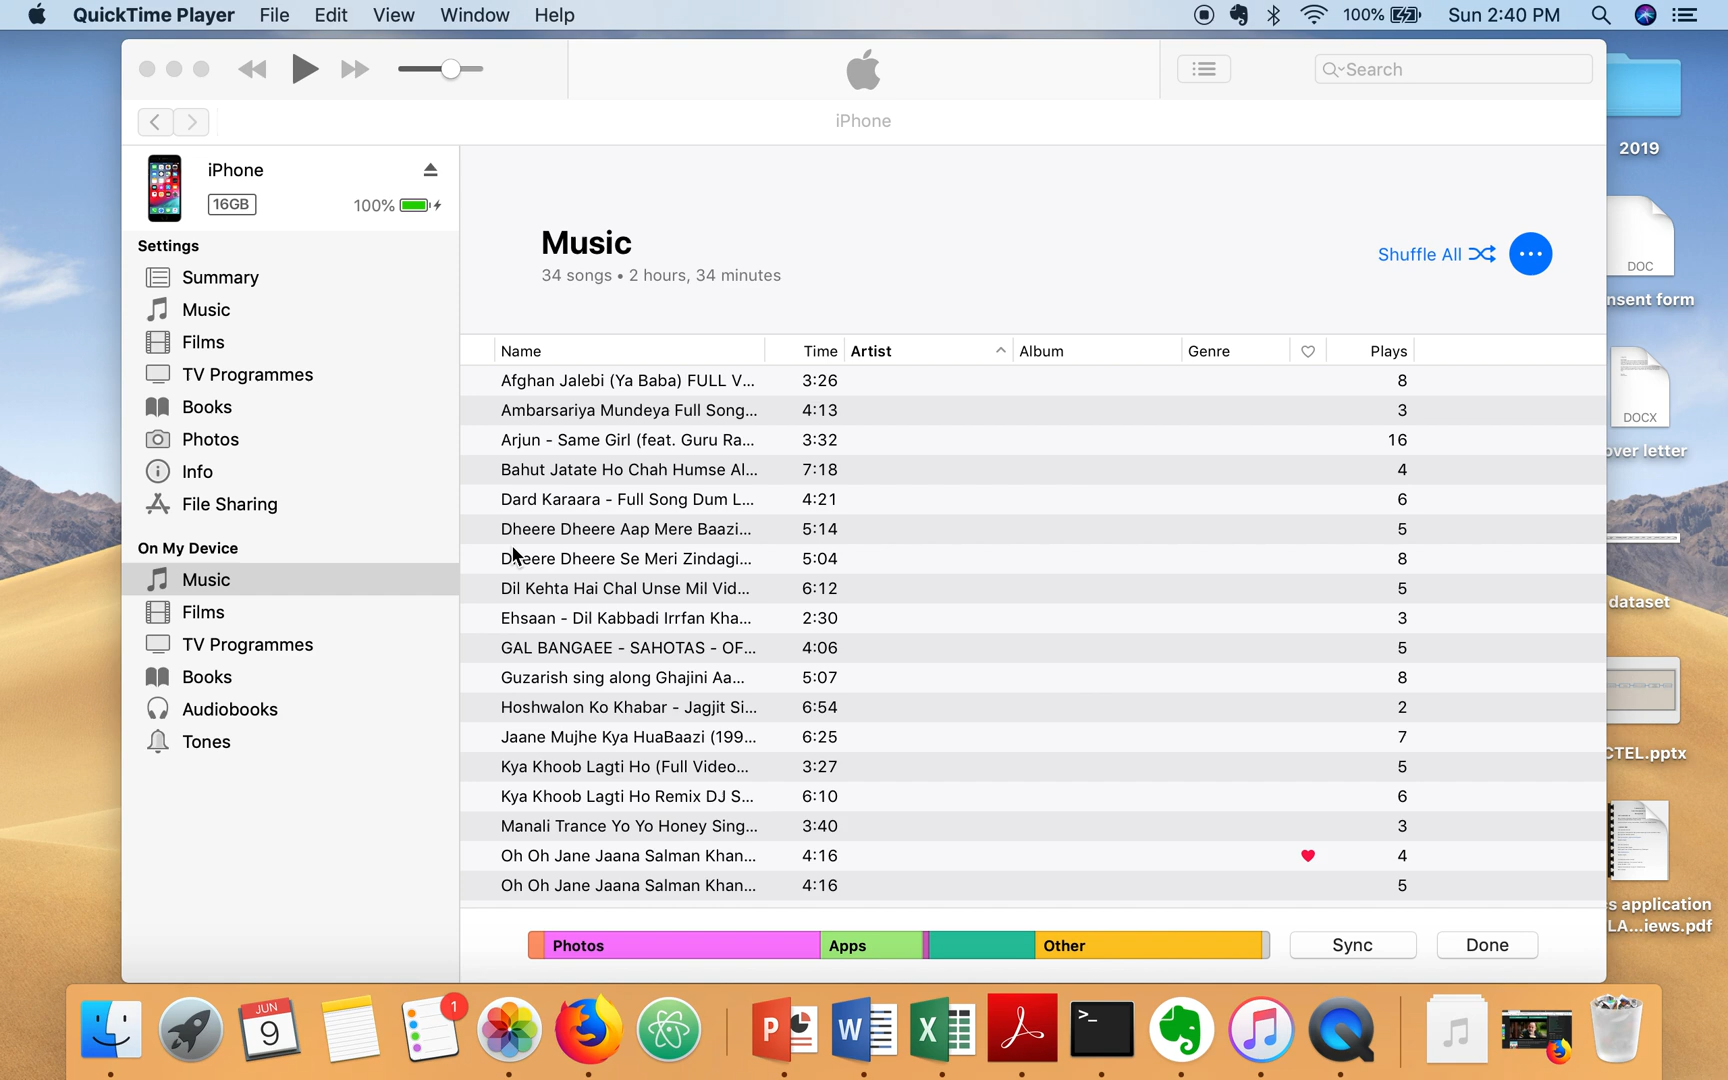 QuickTime Player File Edit View Window Help 100% Sun 2:40 PM
Search
iPhone
iPhone
16GB 100%
Settings
Summary
Music
Films
TV Programmes
Books
Photos
Info
File Sharing
On My Device
Music
Films
TV Programmes
Books
Audiobooks
Tones
Music
34 songs • 2 hours, 34 minutes
Shuffle All
Name Time Artist Album Genre Plays
Afghan Jalebi (Ya Baba) FULL V... 3:26 8
Ambarsariya Mundeya Full Song... 4:13 3
Arjun - Same Girl (feat. Guru Ra... 3:32 16
Bahut Jatate Ho Chah Humse Al... 7:18 4
Dard Karaara - Full Song Dum L... 4:21 6
Dheere Dheere Aap Mere Baazi... 5:14 5
Dheere Dheere Se Meri Zindagi... 5:04 8
Dil Kehta Hai Chal Unse Mil Vid... 6:12 5
Ehsaan - Dil Kabbadi Irrfan Kha... 2:30 3
GAL BANGAEE - SAHOTAS - OF... 4:06 5
Guzarish sing along Ghajini Aa... 5:07 8
Hoshwalon Ko Khabar - Jagjit Si... 6:54 2
Jaane Mujhe Kya HuaBaazi (199... 6:25 7
Kya Khoob Lagti Ho (Full Video... 3:27 5
Kya Khoob Lagti Ho Remix DJ S... 6:10 6
Manali Trance Yo Yo Honey Sing... 3:40 3
Oh Oh Jane Jaana Salman Khan... 4:16 4
Oh Oh Jane Jaana Salman Khan... 4:16 5
Photos Apps Other Sync Done
2019
DOC
nsent form
DOCX
over letter
dataset
CTEL.pptx
s application
LA...iews.pdf
JUN
9
1
P
W
X
>_